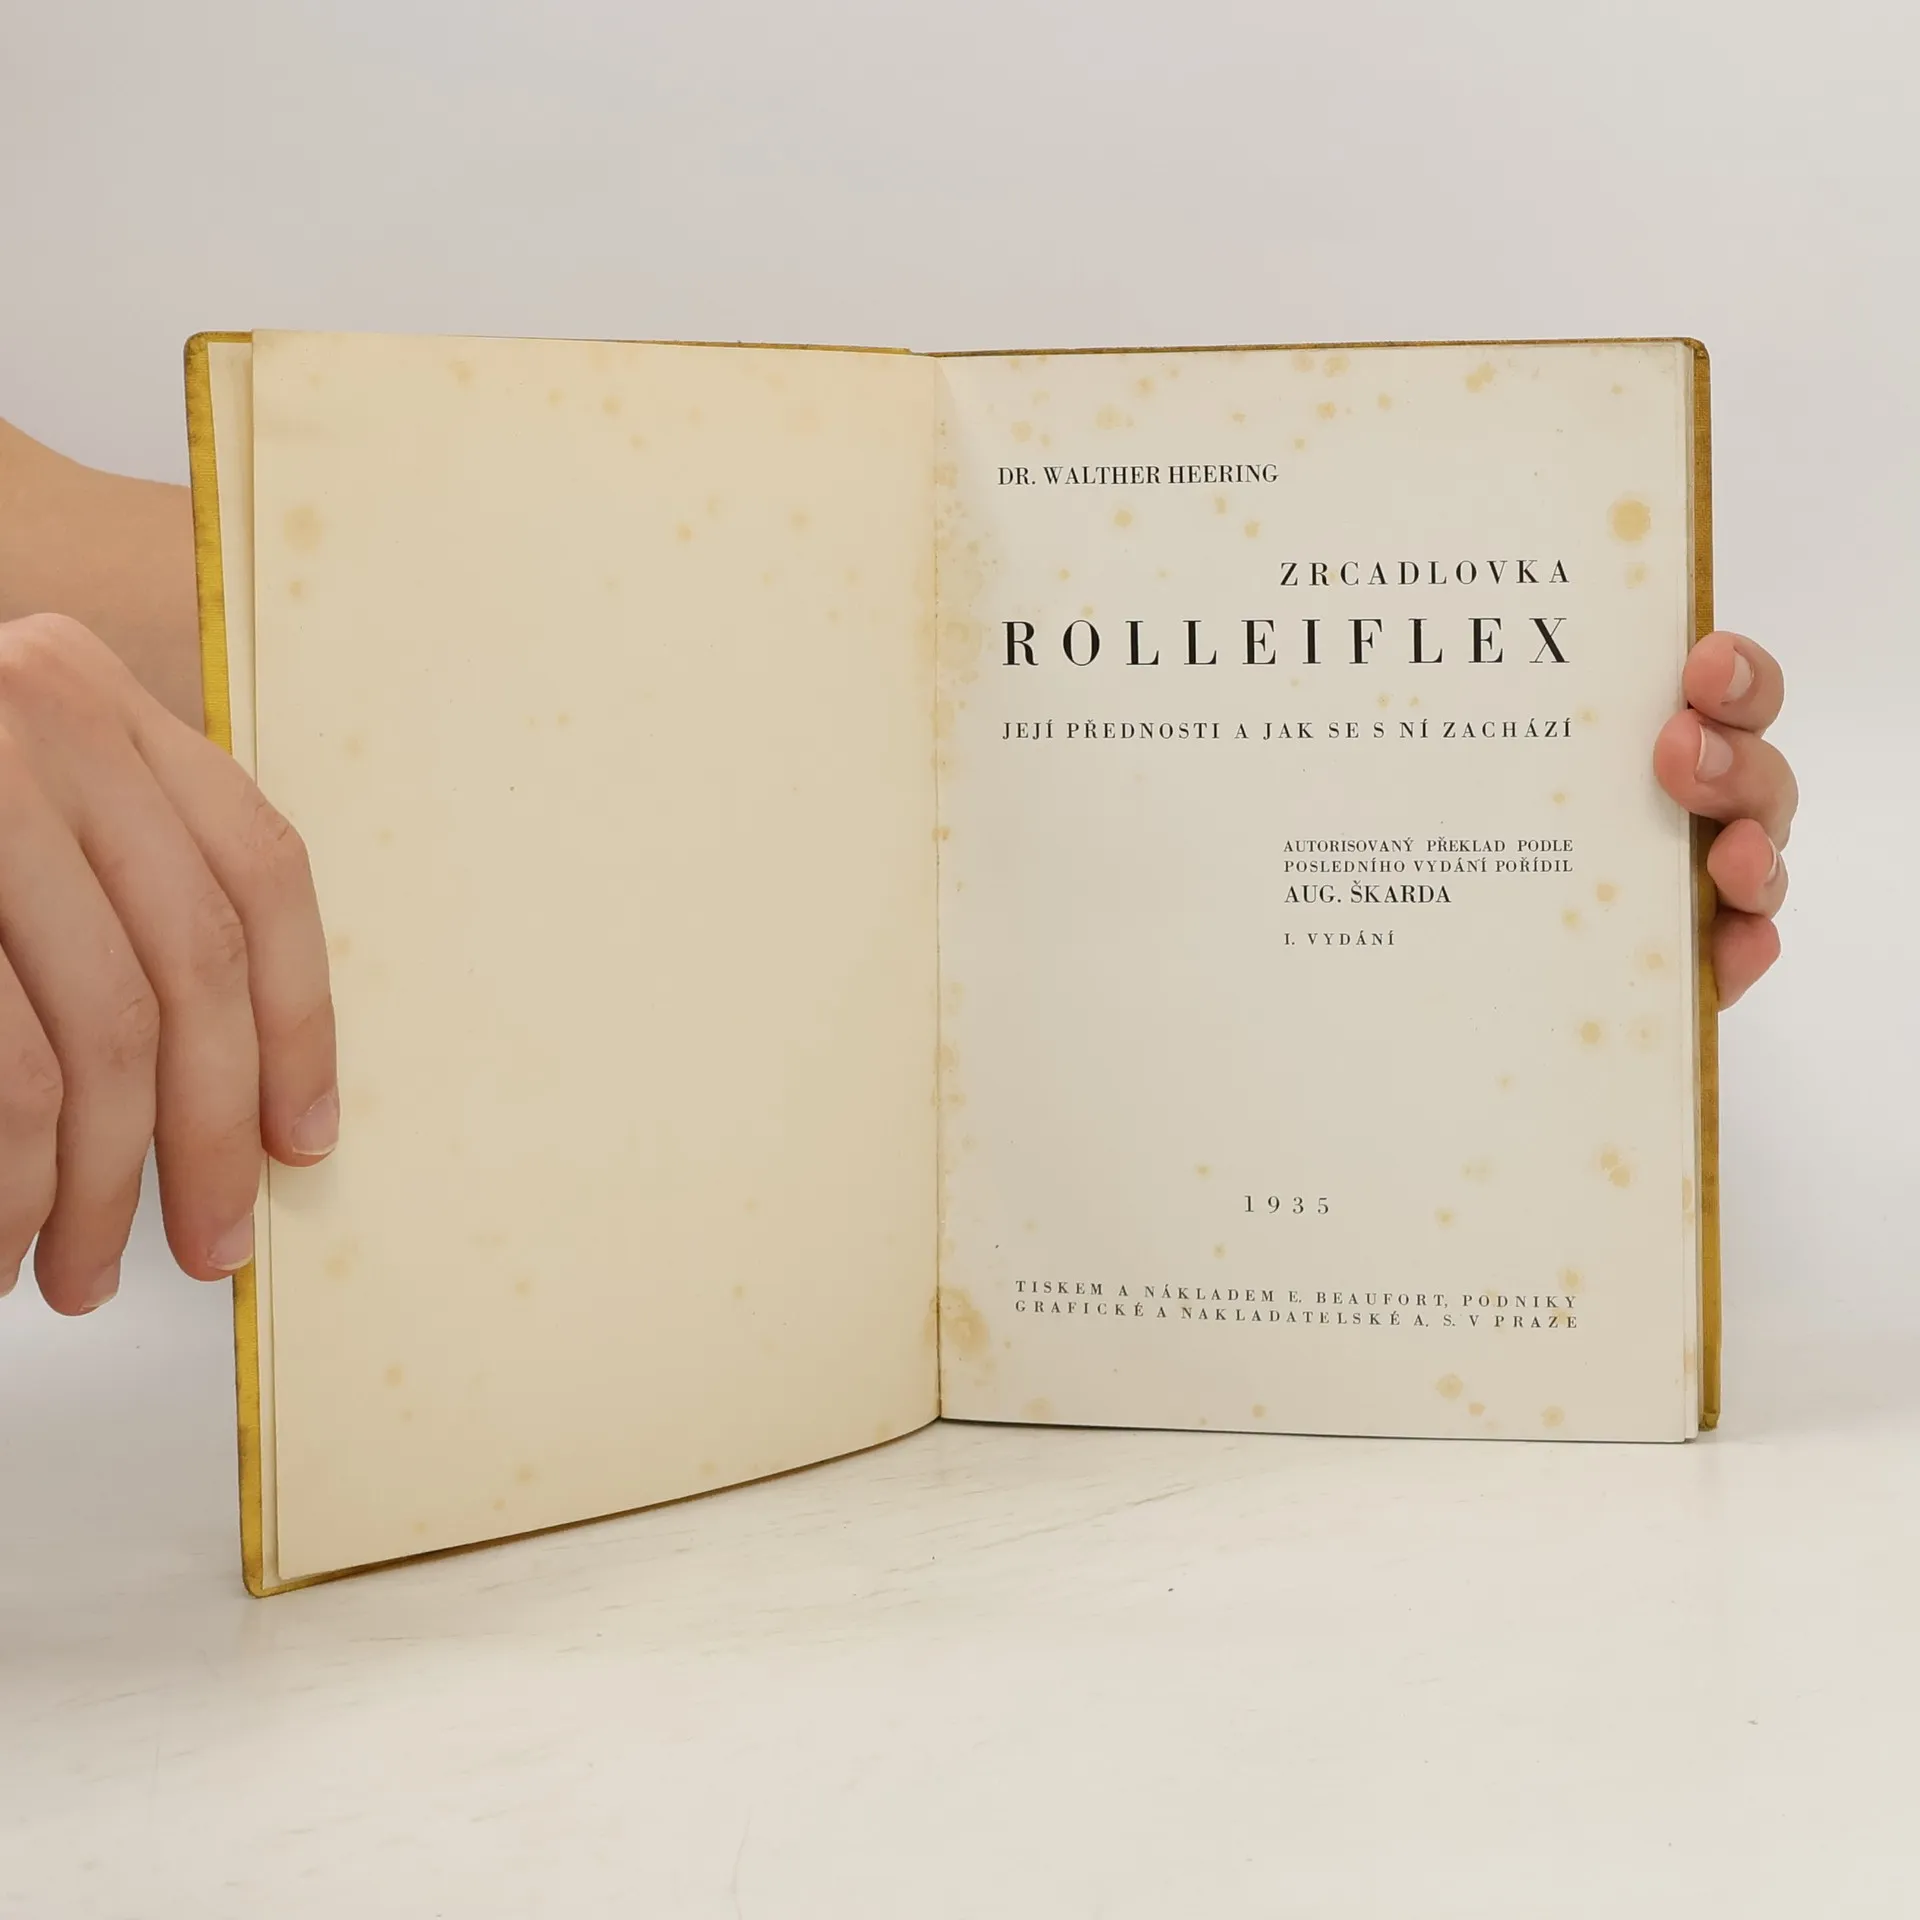 DR. WALTHER HEERING
ZRCADLOVKA
ROLLEIFLEX
JEJÍ PŘEDNOSTI A JAK SE S NÍ ZACHÁZÍ
AUTORISOVANÝ PŘEKLAD PODLE
POSLEDNÍHO VYDÁNÍ POŘÍDIL
AUG. ŠKARDA
I. VYDÁNÍ
1935
TISKEM A NÁKLADEM E. BEAUFORT, PODNIKY
GRAFICKÉ A NAKLADATELSKÉ A. S. V PRAZE